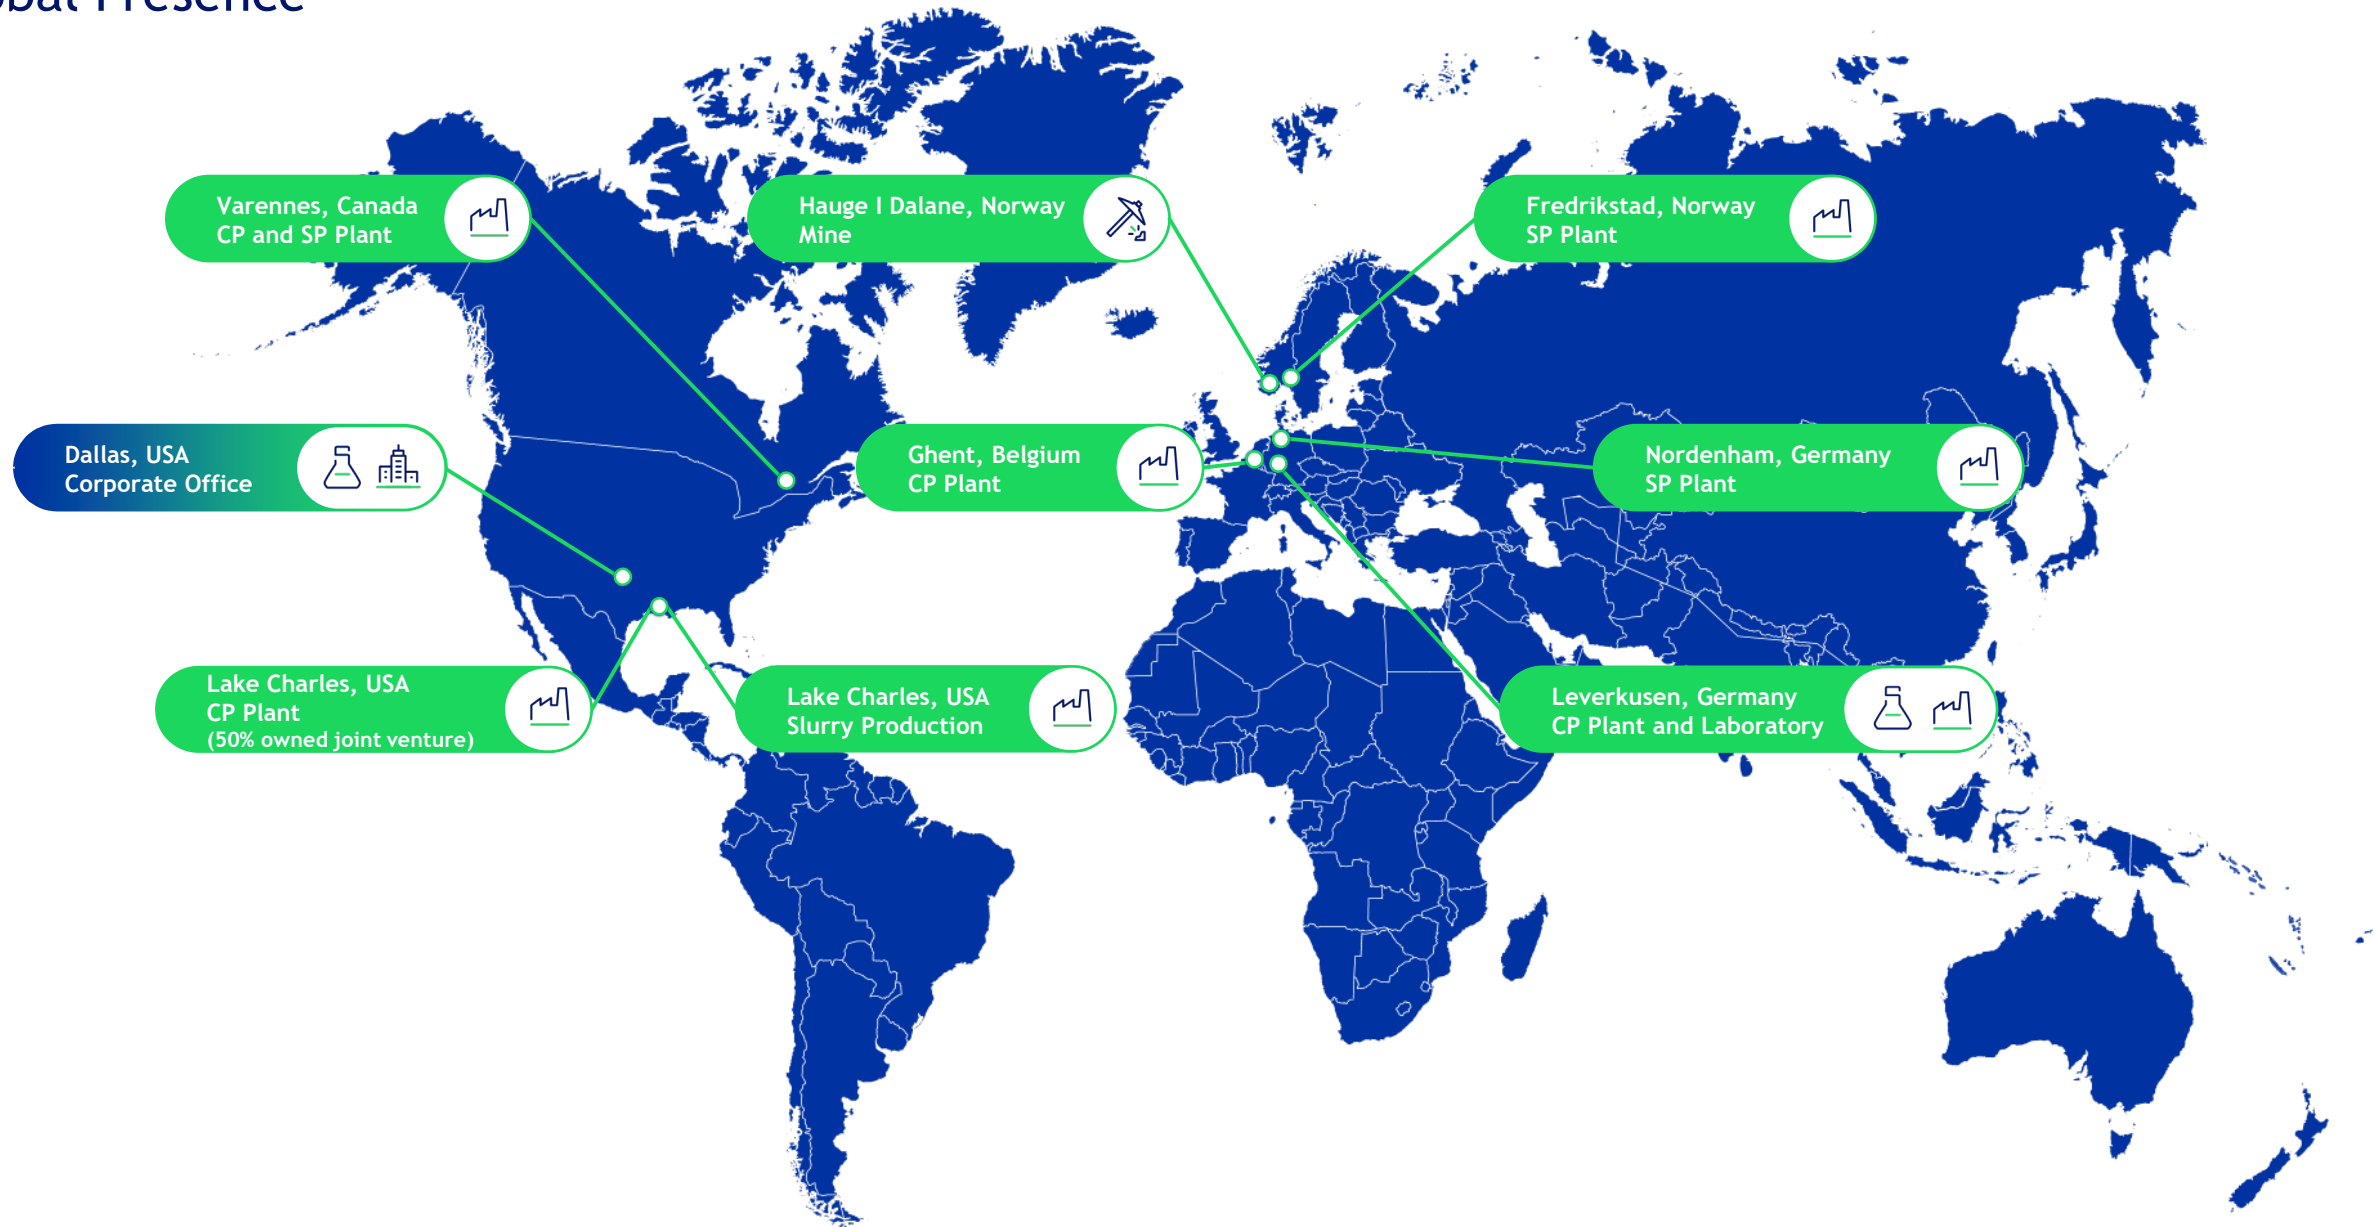 Presence
Varennes, Canada
CP and SP Plant
Hauge I Dalane, Norway
Mine
Fredrikstad, Norway
SP Plant
Dallas, USA
Corporate Office
Ghent, Belgium
CP Plant
Nordenham, Germany
SP Plant
Lake Charles, USA
CP Plant
(50% owned joint venture)
Lake Charles, USA
Slurry Production
Leverkusen, Germany
CP Plant and Laboratory